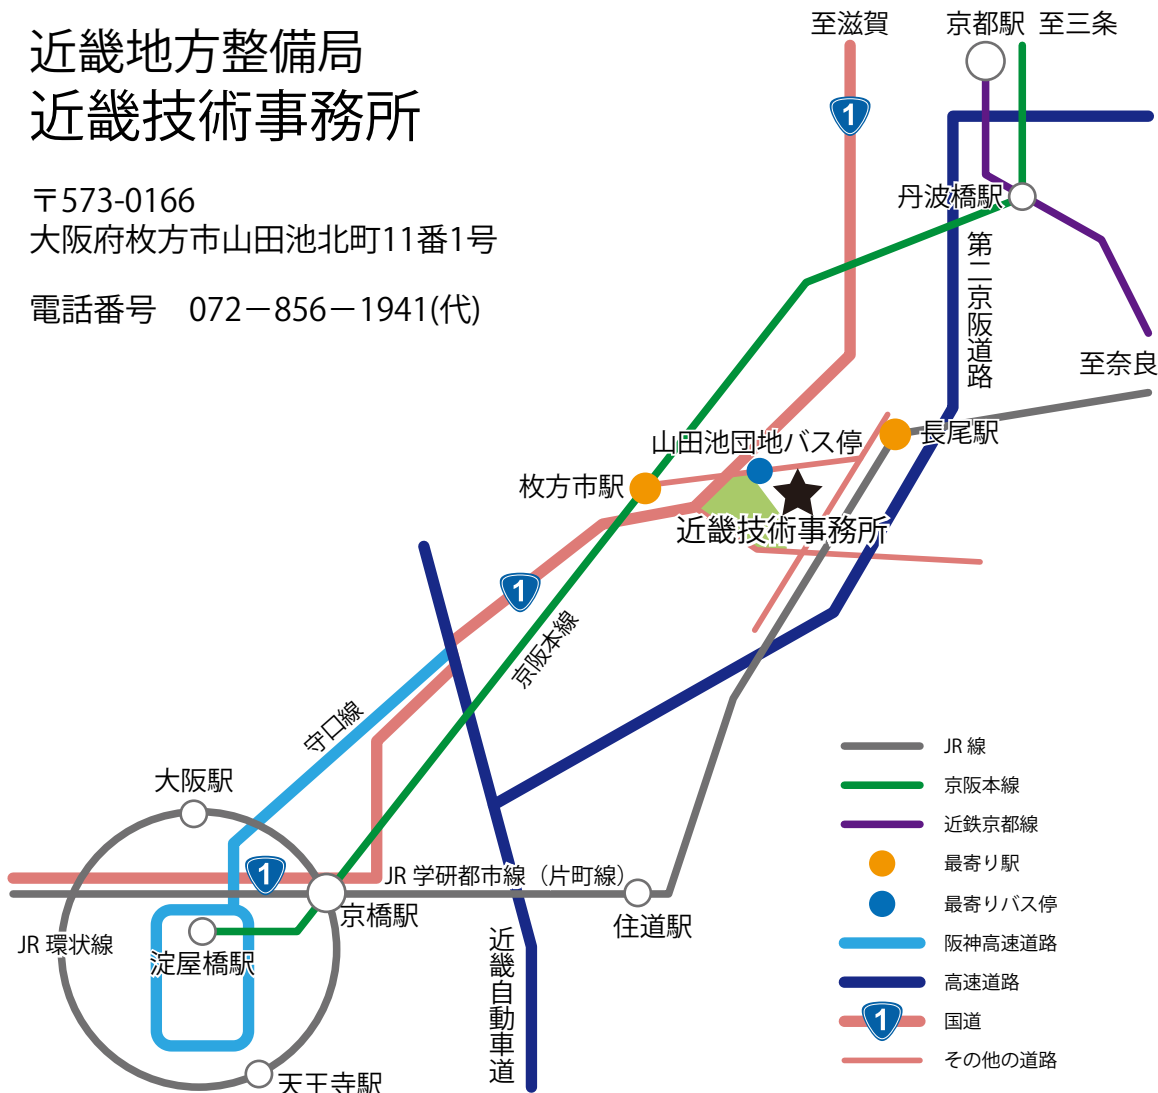 近畿地方整備局
近畿技術事務所
〒573-0166
大阪府枚方市山田池北町11番1号
電話番号　072－856－1941(代)
至滋賀
京都駅
至三条
1
丹波橋駅
第二京阪道路
至奈良
山田池団地バス停
長尾駅
枚方市駅
近畿技術事務所
1
京阪本線
守口線
大阪駅
1
JR 学研都市線（片町線）
京橋駅
住道駅
JR 環状線
淀屋橋駅
近畿自動車道
天王寺駅
JR 線
京阪本線
近鉄京都線
最寄り駅
最寄りバス停
阪神高速道路
高速道路
1
国道
その他の道路